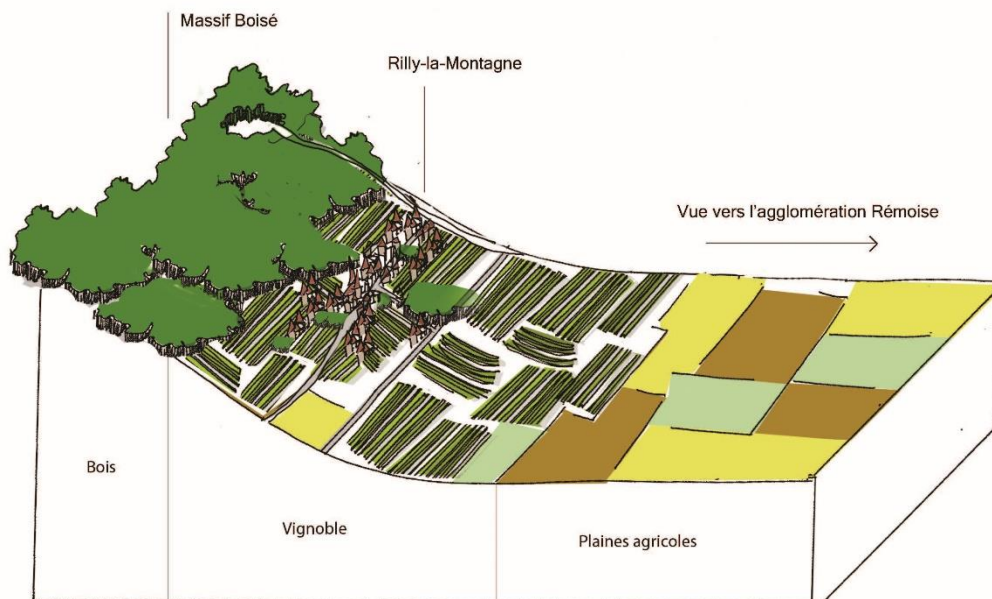 Massif Boisé
Rilly-la-Montagne
Vue vers l'agglomération Rémoise
Bois
Vignoble
Plaines agricoles